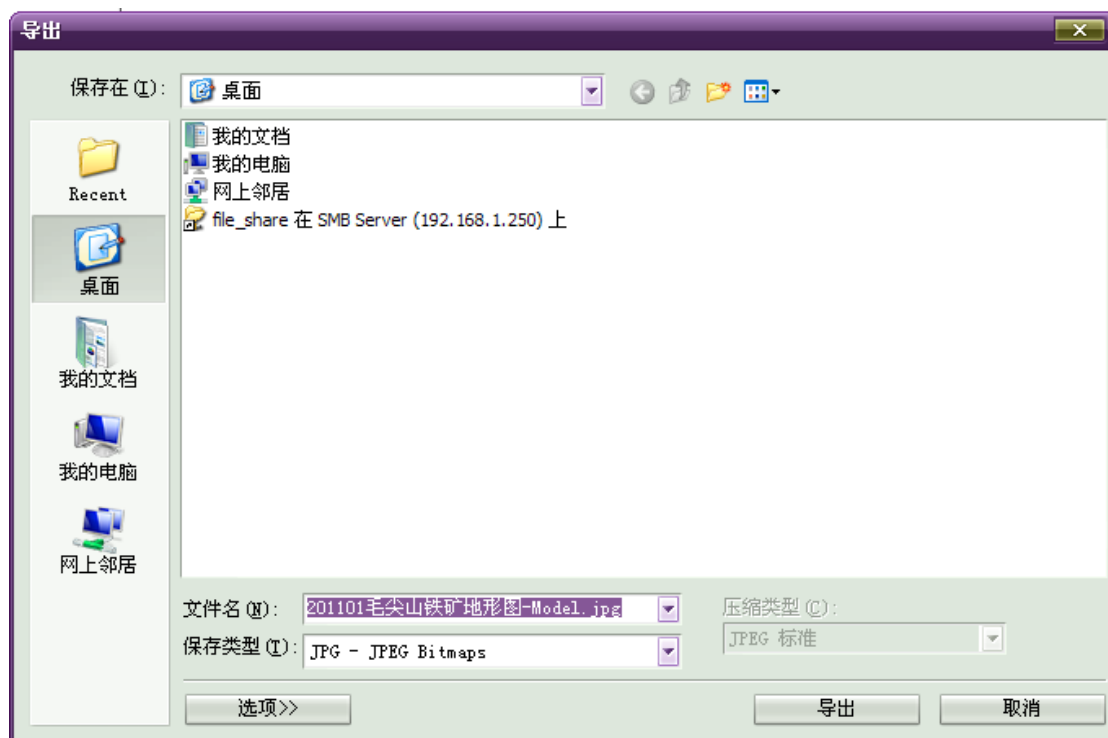 导出
保存在(I):
桌面
Recent
桌面
我的文档
我的电脑
网上邻居
我的文档
我的电脑
网上邻居
file_share 在 SMB Server (192.168.1.250) 上
文件名(N):
201101毛尖山铁矿地形图-Model.jpg
保存类型(T):
JPG - JPEG Bitmaps
压缩类型(C):
JPEG 标准
选项>>
导出
取消